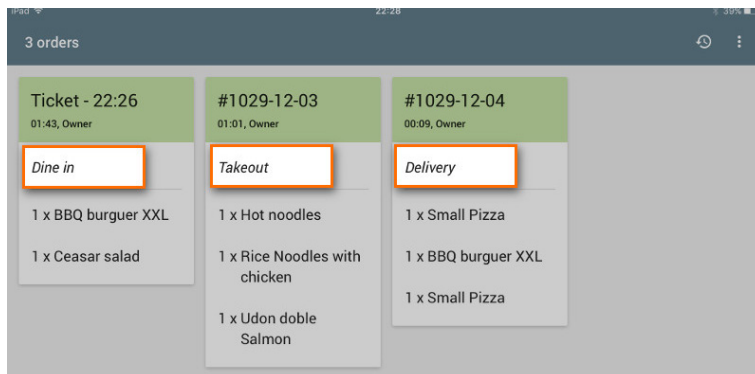 iPad
22:28
39%
3 orders
Ticket - 22:26
01:43, Owner
Dine in
1 x BBQ burguer XXL
1 x Ceasar salad
#1029-12-03
01:01, Owner
Takeout
1 x Hot noodles
1 x Rice Noodles with
chicken
1 x Udon doble
Salmon
#1029-12-04
00:09, Owner
Delivery
1 x Small Pizza
1 x BBQ burguer XXL
1 x Small Pizza